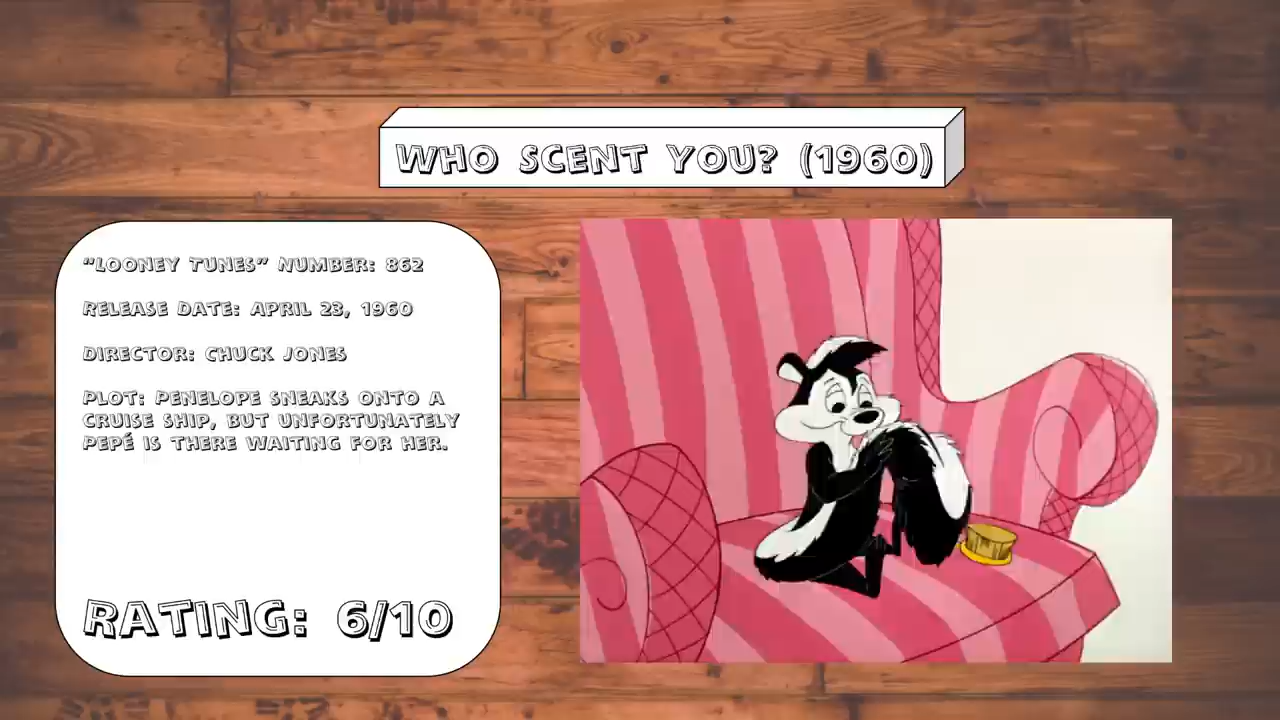 WHO SCENT YOU? (1960)
"LOONEY TUNES" NUMBER: 862
RELEASE DATE: APRIL 23, 1960
DIRECTOR: CHUCK JONES
PLOT: PENELOPE SNEAKS ONTO A
CRUISE SHIP, BUT UNFORTUNATELY
PEPÉ IS THERE WAITING FOR HER.
RATING: 6/10